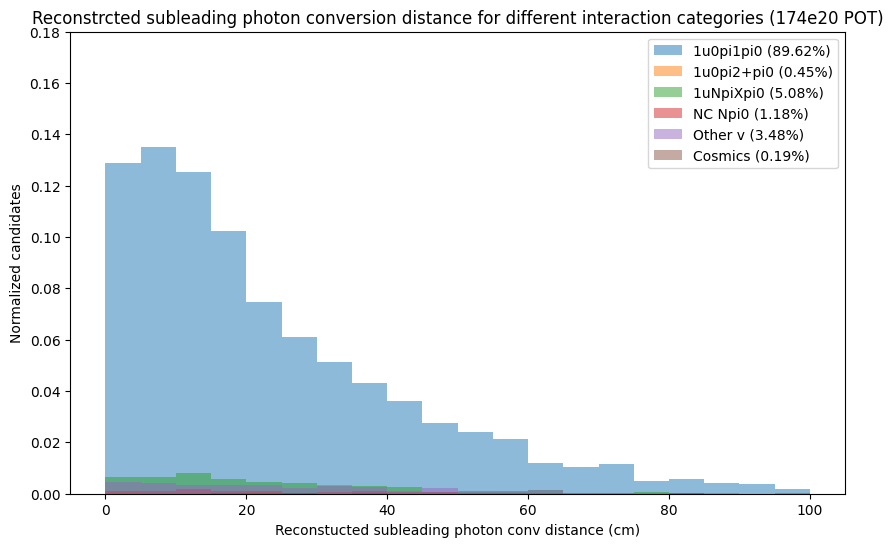 Reconstrcted subleading photon conversion distance for different interaction categories (174e20 POT)
0.18
0.16
0.14
0.12
0.10
0.08
0.06
0.04
0.02
0.00
Normalized candidates
1u0pi1pi0 (89.62%)
1u0pi2+pi0 (0.45%)
1uNpiXpi0 (5.08%)
NC Npi0 (1.18%)
Other v (3.48%)
Cosmics (0.19%)
0 20 40 60 80 100
Reconstucted subleading photon conv distance (cm)